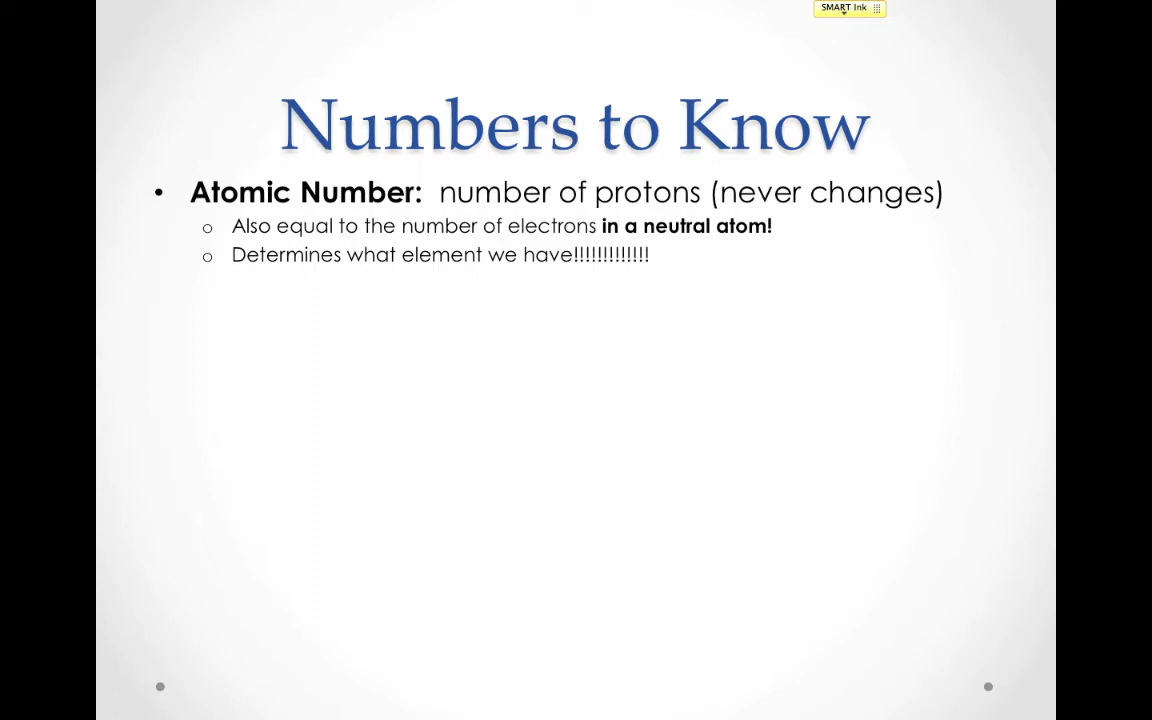 SMART Ink
Numbers to Know
• Atomic Number: number of protons (never changes)
o Also equal to the number of electrons in a neutral atom!
o Determines what element we have!!!!!!!!!!!!!